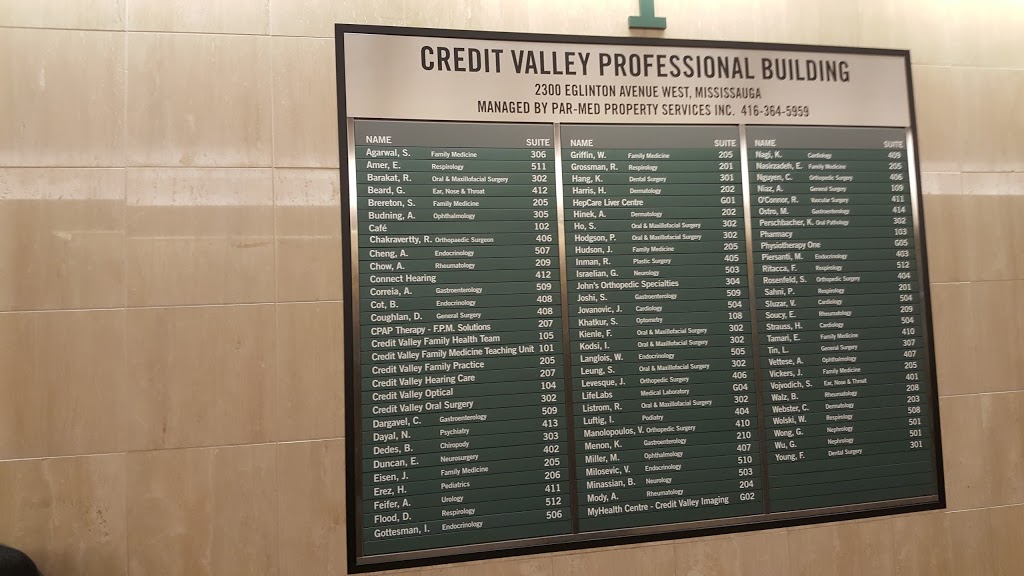 CREDIT VALLEY PROFESSIONAL BUILDING
2300 EGLINTON AVENUE WEST, MISSISSAUGA
MANAGED BY PAR-MED PROPERTY SERVICES INC. 416-364-5959
NAME SUITE
Agarwal, S. Family Medicine 306
Amer, E. Respirology 511
Barakat, R. Oral & Maxillofacial Surgery 302
Beard, G. Ear, Nose & Throat 412
Brereton, S. Family Medicine 205
Budning, A. Ophthalmology 305
Café 102
Chakravertty, R. Orthopaedic Surgeon 406
Cheng, A. Endocrinology 507
Chow, A. Rheumatology 209
Connect Hearing 412
Correia, A. Gastroenterology 509
Cot, B. Endocrinology 408
Coughlan, D. General Surgery 408
CPAP Therapy - F.P.M. Solutions 207
Credit Valley Family Health Team 105
Credit Valley Family Medicine Teaching Unit 101
Credit Valley Family Practice 205
Credit Valley Hearing Care 207
Credit Valley Optical 104
Credit Valley Oral Surgery 302
Dargavel, C. Gastroenterology 509
Dayal, N. Psychiatry 413
Dedes, B. Chiropody 303
Duncan, E. Neurosurgery 402
Eisen, J. Family Medicine 205
Erez, H. Pediatrics 206
Feifer, A. Urology 411
Flood, D. Respirology 512
Gottesman, I. Endocrinology 506
NAME SUITE
Griffin, W. Family Medicine 205
Grossman, R. Respirology 201
Hang, K. Dental Surgery 301
Harris, H. Dermatology 202
HepCare Liver Centre G01
Hinek, A. Dermatology 202
Ho, S. Oral & Maxillofacial Surgery 302
Hodgson, P. Oral & Maxillofacial Surgery 302
Hudson, J. Family Medicine 205
Inman, R. Plastic Surgery 405
Israelian, G. Neurology 503
John's Orthopedic Specialties 304
Joshi, S. Gastroenterology 509
Jovanovic, J. Cardiology 504
Khatkur, S. Optometry 108
Kienle, F. Oral & Maxillofacial Surgery 302
Kodsi, I. Oral & Maxillofacial Surgery 302
Langlois, W. Endocrinology 505
Leung, S. Oral & Maxillofacial Surgery 302
Levesque, J. Orthopedic Surgery 406
LifeLabs Medical Laboratory G04
Listrom, R. Oral & Maxillofacial Surgery 302
Luftig, I. Podiatry 404
Manolopoulos, V. Orthopedic Surgery 410
Menon, K. Gastroenterology 210
Miller, M. Ophthalmology 407
Milosevic, V. Endocrinology 510
Minassian, B. Neurology 503
Mody, A. Rheumatology 204
MyHealth Centre - Credit Valley Imaging G02
NAME SUITE
Nagi, K. Cardiology 409
Nasirzadeh, E. Family Medicine 205
Nguyen, C. Orthopedic Surgery 406
Niaz, A. General Surgery 109
O'Connor, R. Vascular Surgery 411
Ostro, M. Gastroenterology 414
Perschbacher, K. Oral Pathology 302
Pharmacy 103
Physiotherapy One G05
Piersanti, M. Endocrinology 403
Ritacca, F. Respirology 512
Rosenfeld, S. Orthopedic Surgery 404
Sahni, P. Respirology 201
Sluzar, V. Cardiology 504
Soucy, E. Rheumatology 209
Strauss, H. Cardiology 504
Tamari, E. Family Medicine 410
Tin, L. General Surgery 307
Vettese, A. Ophthalmology 407
Vickers, J. Family Medicine 205
Vojvodich, S. Ear, Nose & Throat 401
Walz, B. Rheumatology 208
Webster, C. Dermatology 203
Wolski, W. Respirology 508
Wong, G. Nephrology 501
Wu, G. Nephrology 501
Young, F. Dental Surgery 301